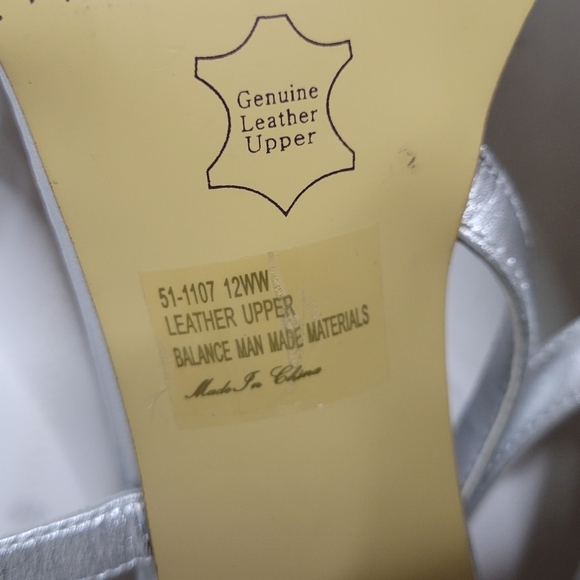 Genuine
Leather
Upper
51-1107 12WW
LEATHER UPPER
BALANCE MAN MADE MATERIALS
Made In China